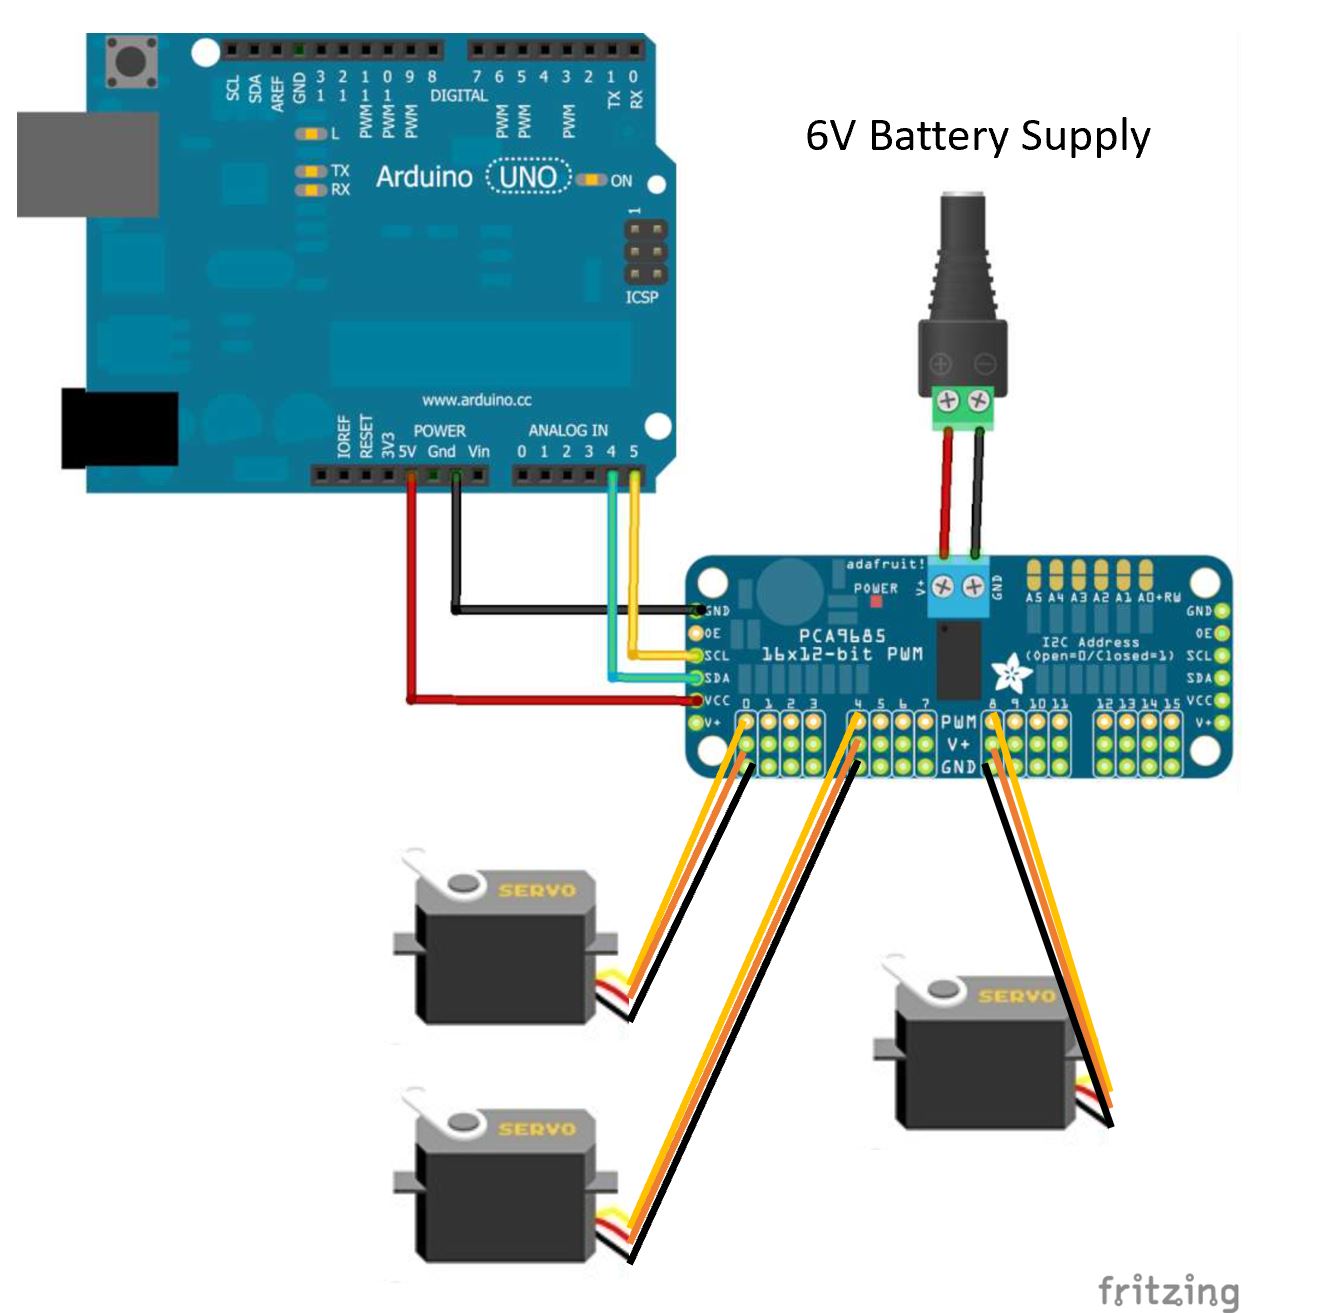 SCL SDA AREF GND 13 12 PWM 11 PWM 10 PWM 9 8 7 PWM 6 PWM 5 4 PWM 3 2 TX 1 RX 0
DIGITAL
L
TX
RX
Arduino UNO ON
1
ICSP
6V Battery Supply
www.arduino.cc
POWER ANALOG IN
IOREF RESET 3V3 5V Gnd Vin 0 1 2 3 4 5
+ −
adafruit!
POWER
V+ GND
A5 A4 A3 A2 A1 A0+RW
GND
OE
SCL
SDA
VCC
V+
PCA9685
16x12-bit PWM
I2C Address
(Open=0/Closed=1)
GND
OE
SCL
SDA
VCC
V+
0 1 2 3 4 5 6 7 8 9 10 11 12 13 14 15
PWM
V+
GND
SERVO
SERVO
SERVO
fritzing